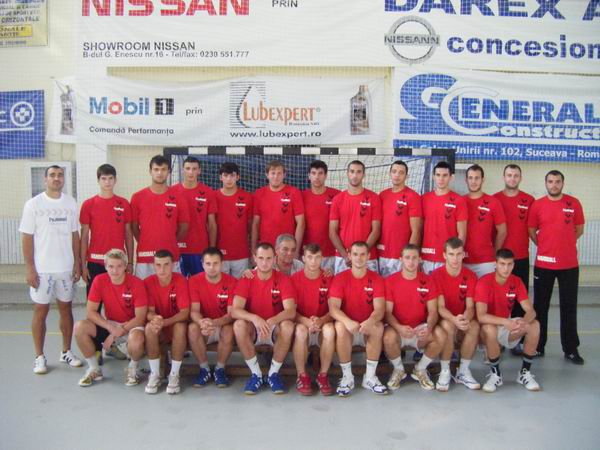 NISSAN PRIN
DAREX A
SHOWROOM NISSAN
B-dul G. Enescu nr.16 - Tel/fax: 0230 551.777
NISSAN
concesion
Mobil 1 prin
Comandă Performanța
LUBEXPERT
www.lubexpert.ro
GENERAL
Construct
Unirii nr. 102, Suceava - Rom
HANDBALL